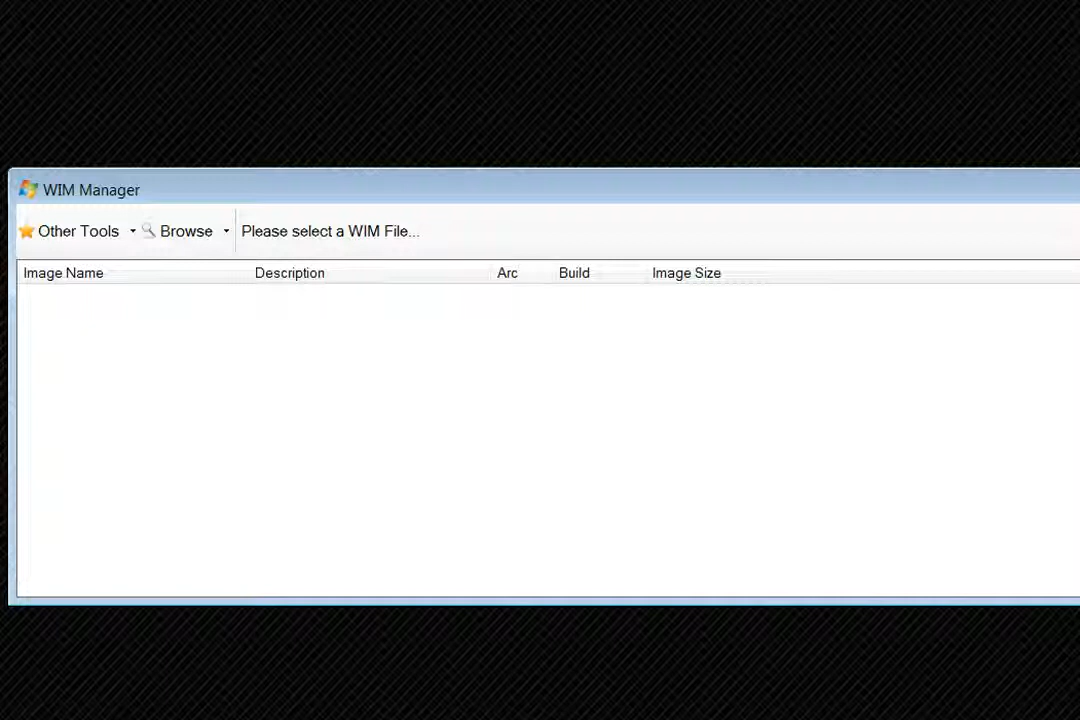 WIM Manager
Other Tools Browse Please select a WIM File...
Image Name Description Arc Build Image Size